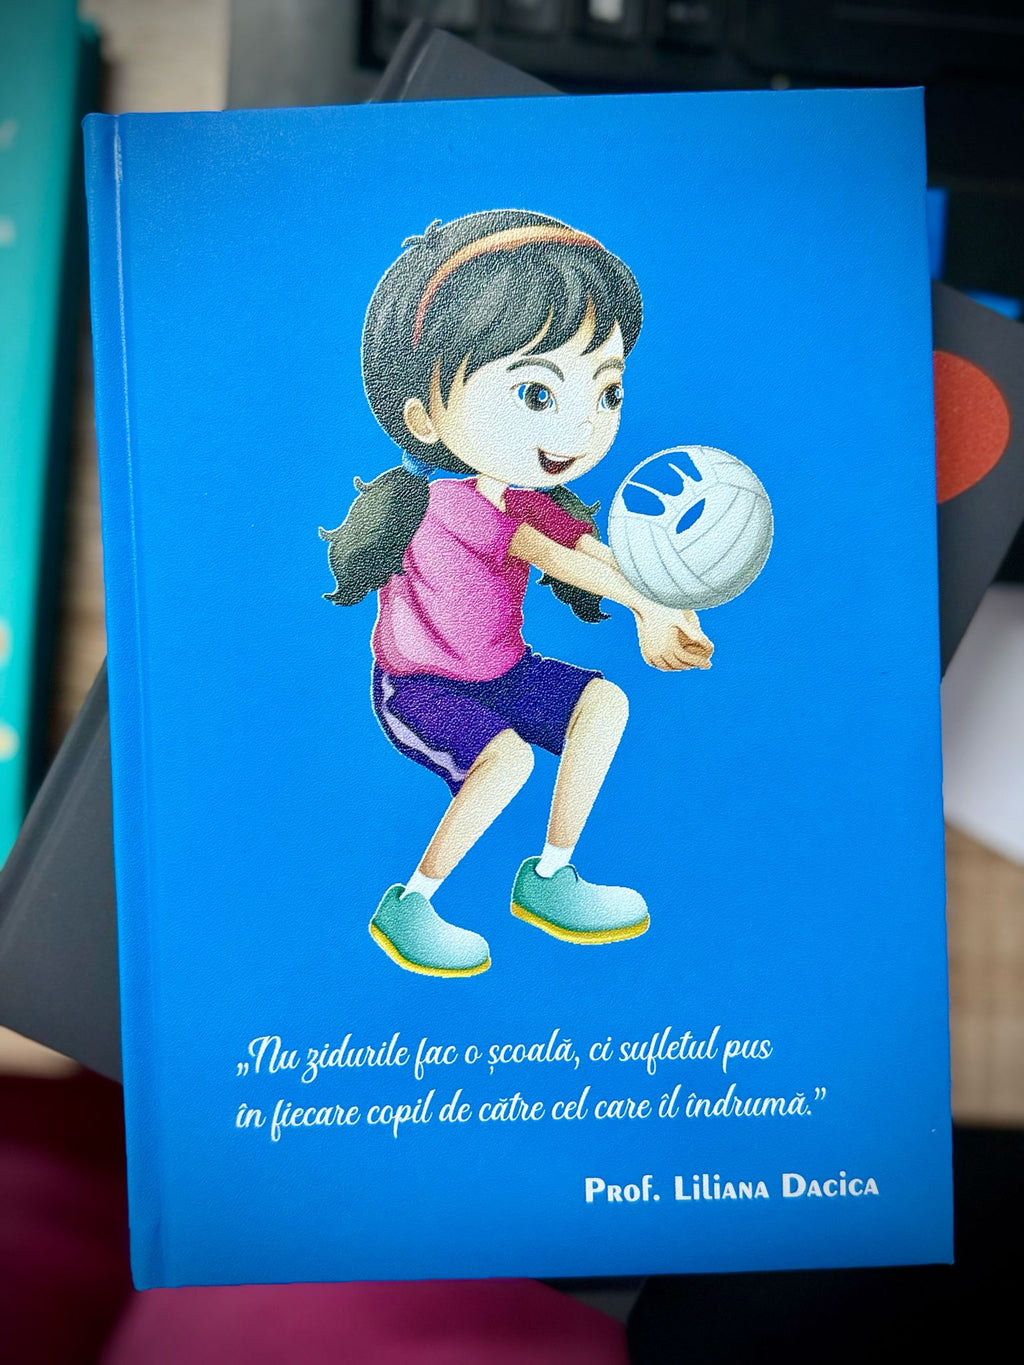 „Nu zidurile fac o școală, ci sufletul pus
în fiecare copil de către cel care îl îndrumă.”
Prof. Liliana Dacica